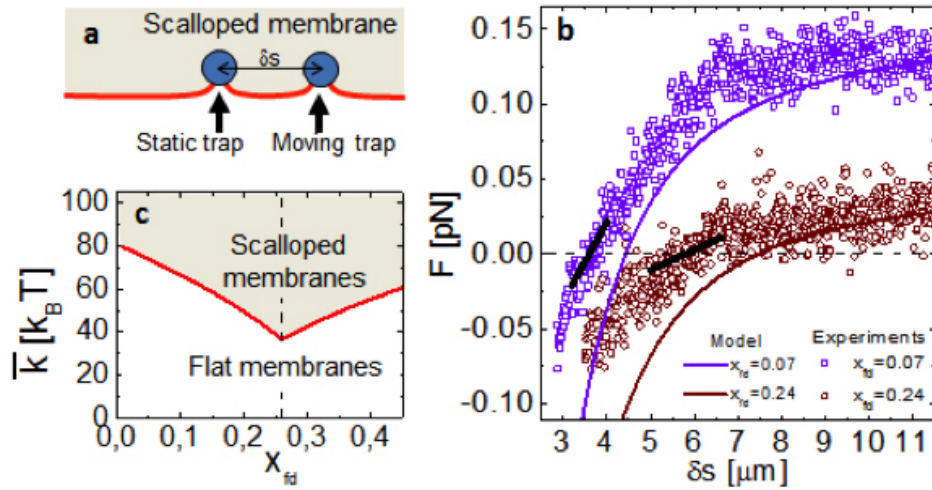 a
Scalloped membrane
δs
Static trap
Moving trap
c
100
80
60
40
20
0
k̄ [k_B T]
Scalloped
membranes
Flat membranes
0,0
0,1
0,2
0,3
0,4
X_fd
b
0.15
0.10
0.05
0.00
-0.05
-0.10
F [pN]
Model
Experiments
x_fd=0.07
x_fd=0.07
x_fd=0.24
x_fd=0.24
3
4
5
6
7
8
9
10
11
δs [μm]